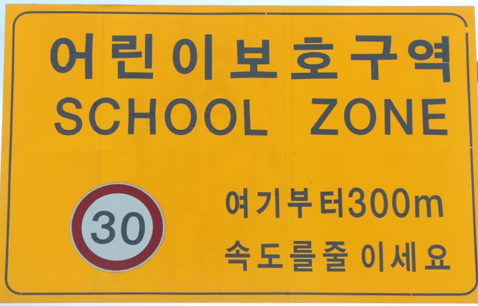 어린이보호구역
SCHOOL ZONE
30
여기부터300m
속도를줄 이세요